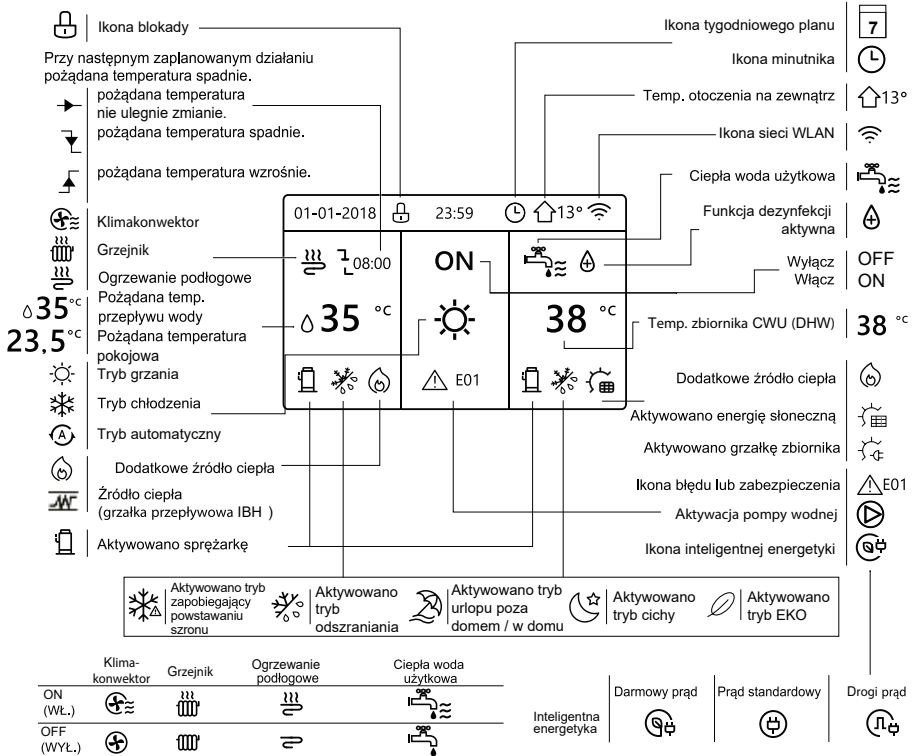 Ikona blokady
Przy następnym zaplanowanym działaniu
pożądana temperatura spadnie.
pożądana temperatura
nie ulegnie zmianie.
pożądana temperatura spadnie.
pożądana temperatura wzrośnie.
Klimakonwektor
Grzejnik
Ogrzewanie podłogowe
35°c
Pożądana temp.
przepływu wody
23,5°c
Pożądana temperatura
pokojowa
Tryb grzania
Tryb chłodzenia
A
Tryb automatyczny
Dodatkowe źródło ciepła
Źródło ciepła
(grzałka przepływowa IBH )
Aktywowano sprężarkę
01-01-2018
23:59
13°
08:00
ON
35 °c
38 °c
E01
Ikona tygodniowego planu
7
Ikona minutnika
Temp. otoczenia na zewnątrz
13°
Ikona sieci WLAN
Ciepła woda użytkowa
Funkcja dezynfekcji
aktywna
Wyłącz OFF
Włącz ON
Temp. zbiornika CWU (DHW)
38 °c
Dodatkowe źródło ciepła
Aktywowano energię słoneczną
Aktywowano grzałkę zbiornika
Ikona błędu lub zabezpieczenia
E01
Aktywacja pompy wodnej
Ikona inteligentnej energetyki
Aktywowano tryb
zapobiegający
powstawaniu
szronu
Aktywowano
tryb
odszraniania
Aktywowano tryb
urlopu poza
domem / w domu
Aktywowano
tryb cichy
Aktywowano
tryb EKO
Klima-
konwektor
Grzejnik
Ogrzewanie
podłogowe
Ciepła woda
użytkowa
ON
(WŁ.)
OFF
(WYŁ.)
Inteligentna
energetyka
Darmowy prąd
Prąd standardowy
Drogi prąd